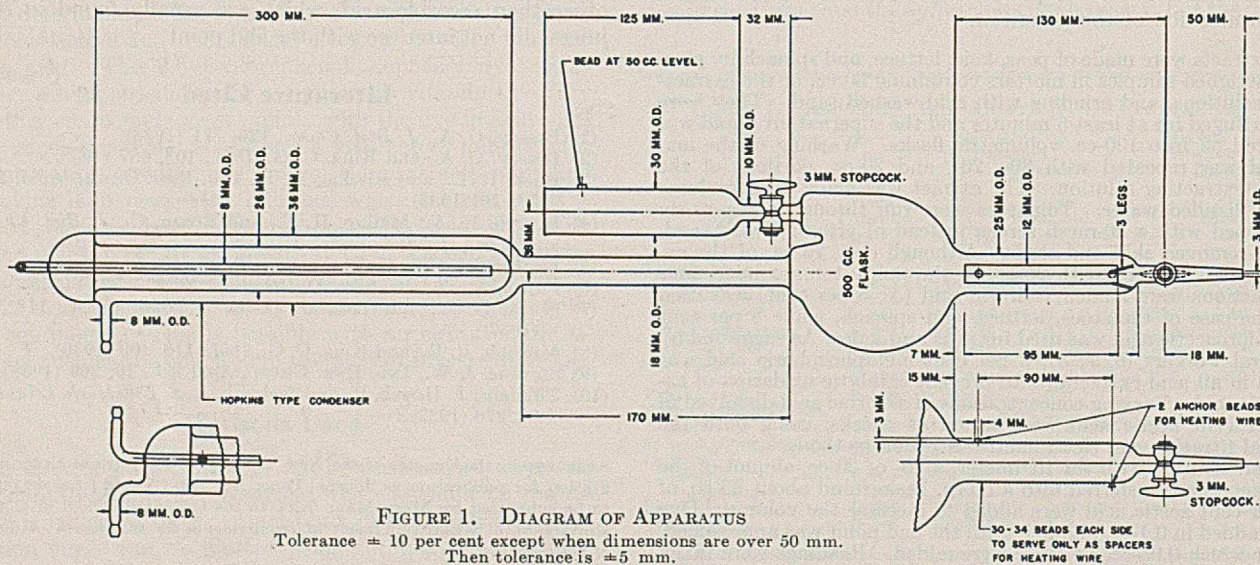 300 MM.
125 MM.
32 MM.
130 MM.
50 MM.
BEAD AT 50 CC. LEVEL.
8 MM. O.D.
26 MM. O.D.
36 MM. O.D.
30 MM. O.D.
10 MM. O.D.
3 MM. STOPCOCK.
25 MM. O.D.
12 MM. O.D.
3 LEGS.
3 MM. I.D.
500 C.C.
FLASK.
8 MM. O.D.
18 MM. O.D.
7 MM.
95 MM.
18 MM.
15 MM.
90 MM.
HOPKINS TYPE CONDENSER
170 MM.
3 MM.
4 MM.
2 ANCHOR BEADS
FOR HEATING WIRE
8 MM. O.D.
3 MM.
STOPCOCK.
30-34 BEADS EACH SIDE
TO SERVE ONLY AS SPACERS
FOR HEATING WIRE
FIGURE 1. DIAGRAM OF APPARATUS
Tolerance ± 10 per cent except when dimensions are over 50 mm.
Then tolerance is ±5 mm.